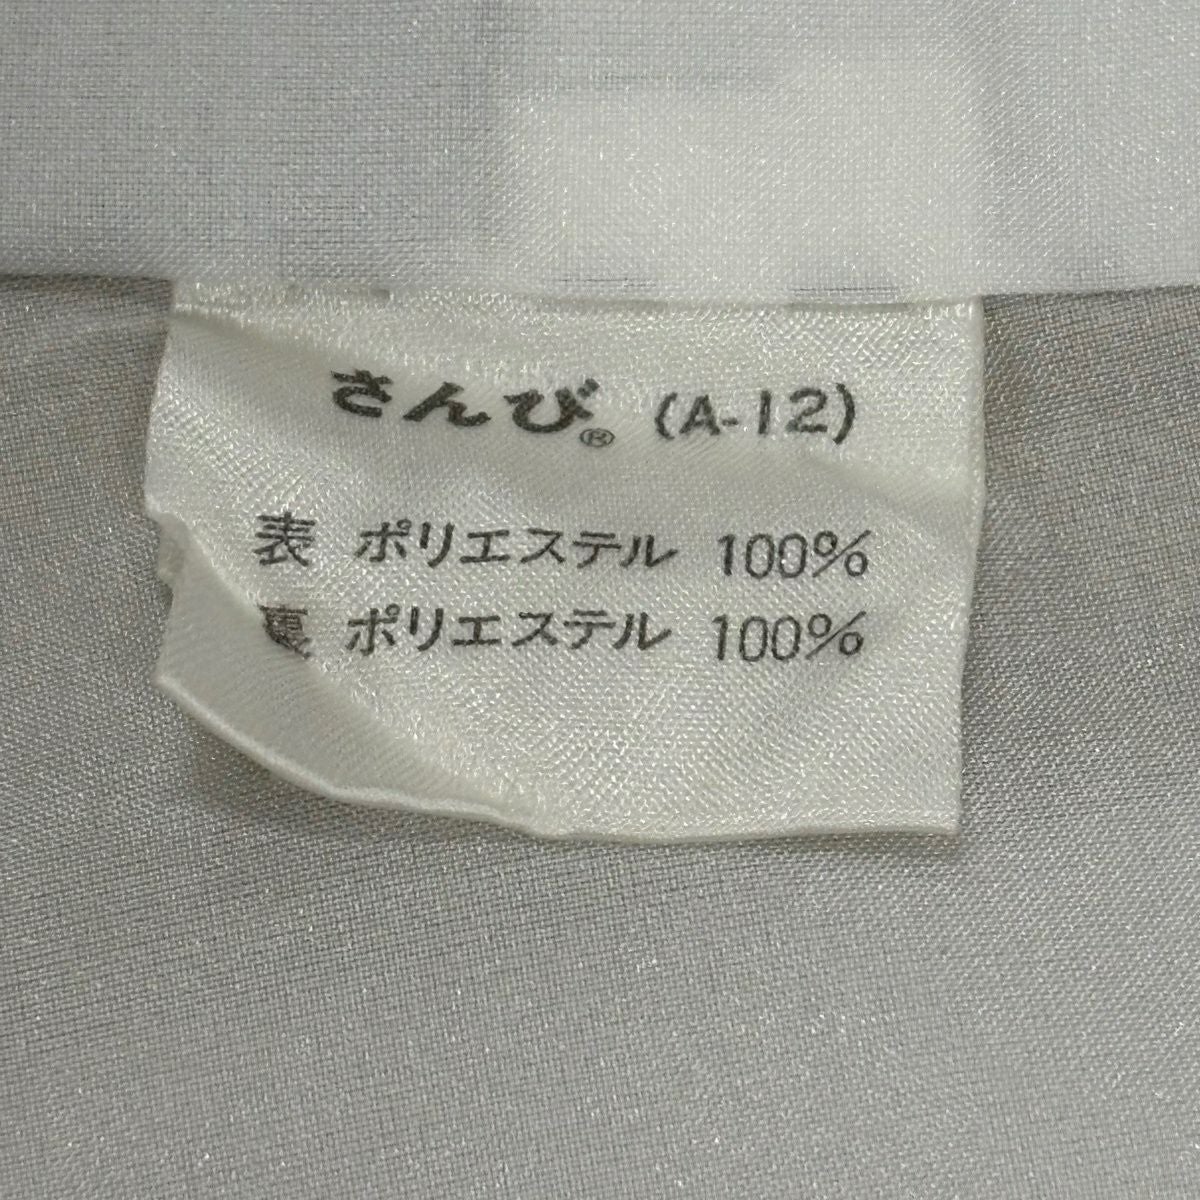 さんび® (A-12)
表 ポリエステル 100%
裏 ポリエステル 100%